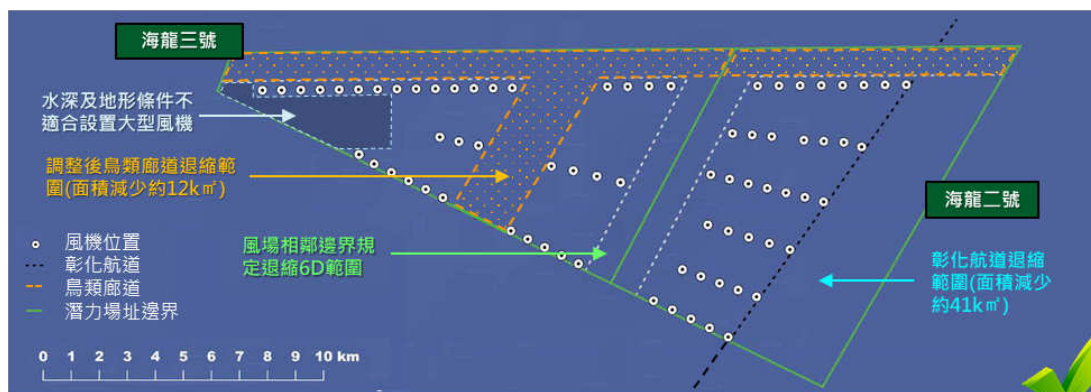 海龍三號
水深及地形條件不
適合設置大型風機
調整後鳥類廊道退縮範
圍(面積減少約12k㎡)
風機位置
彰化航道
鳥類廊道
潛力場址邊界
0 1 2 3 4 5 6 7 8 9 10 km
風場相鄰邊界規
定退縮6D範圍
海龍二號
彰化航道退縮
範圍(面積減少
約41k㎡)